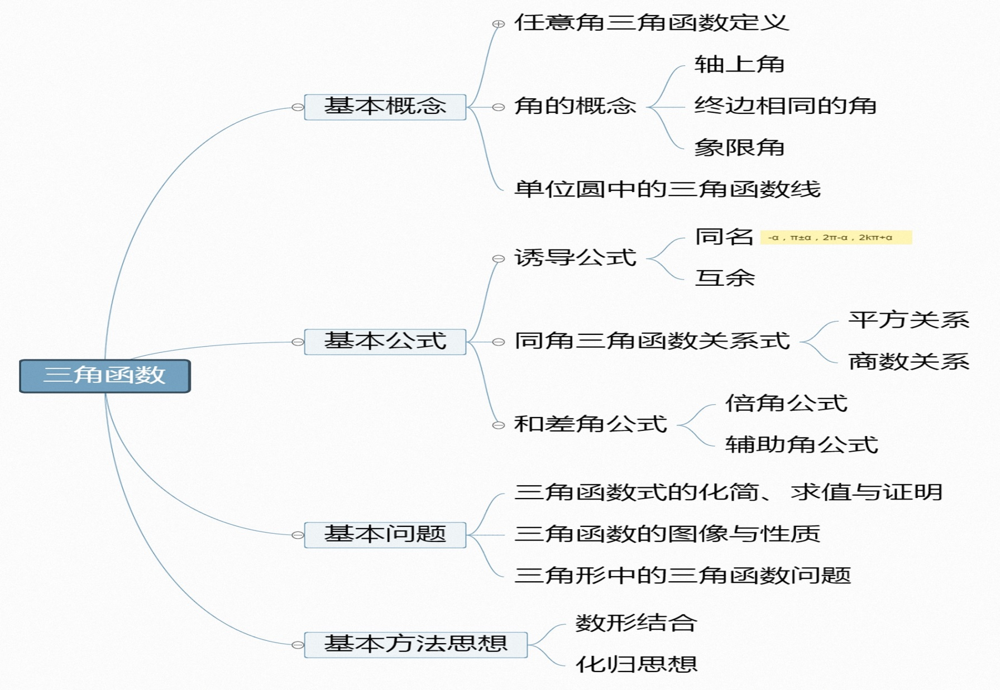 任意角三角函数定义
轴上角
基本概念
角的概念
终边相同的角
象限角
单位圆中的三角函数线
同名
-α，π±α，2π-α，2kπ+α
诱导公式
互余
平方关系
基本公式
同角三角函数关系式
商数关系
三角函数
倍角公式
和差角公式
辅助角公式
三角函数式的化简、求值与证明
基本问题
三角函数的图像与性质
三角形中的三角函数问题
数形结合
基本方法思想
化归思想